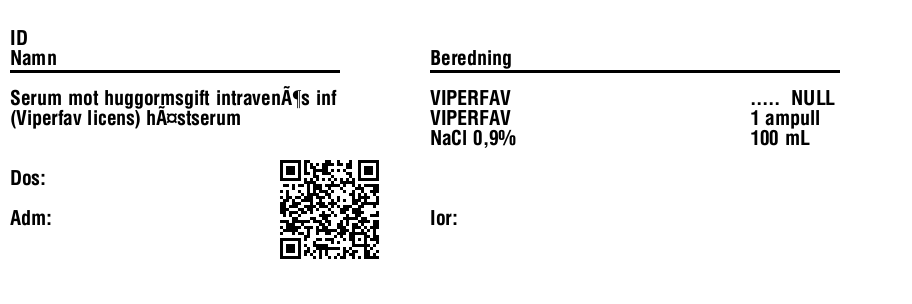 ID
Namn
Beredning
Serum mot huggormsgift intravenÃ¶s inf
(Viperfav licens) hÃ¤stserum
VIPERFAV ..... NULL
VIPERFAV 1 ampull
NaCl 0,9% 100 mL
Dos:
Adm:
Ior: